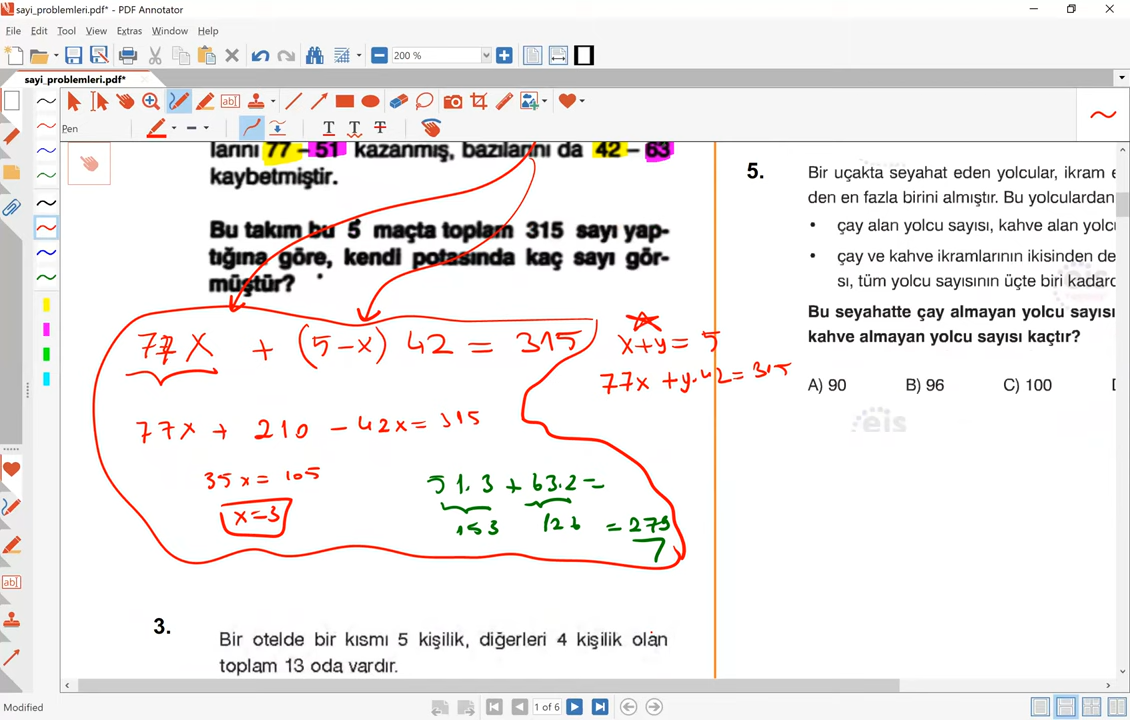 sayi_problemleri.pdf* - PDF Annotator
File Edit Tool View Extras Window Help
200 %
sayi_problemleri.pdf*
Pen
larını 77 – 51 kazanmış, bazılarını da 42 – 63
kaybetmiştir.
Bu takım bu 5 maçta toplam 315 sayı yap-
tığına göre, kendi potasında kaç sayı gör-
müştür?
77X + (5-x) 42 = 315
x+y = 5
77x + y.42 = 315
77x + 210 - 42x = 315
35x = 105
x=3
51.3 + 63.2 =
153 126 = 279
3.
Bir otelde bir kısmı 5 kişilik, diğerleri 4 kişilik olan
toplam 13 oda vardır.
5.
Bir uçakta seyahat eden yolcular, ikram e
den en fazla birini almıştır. Bu yolculardan
• çay alan yolcu sayısı, kahve alan yolc
• çay ve kahve ikramlarının ikisinden de
sı, tüm yolcu sayısının üçte biri kadard
Bu seyahatte çay almayan yolcu sayısı
kahve almayan yolcu sayısı kaçtır?
A) 90 B) 96 C) 100
eis
eis
Modified
1 of 6